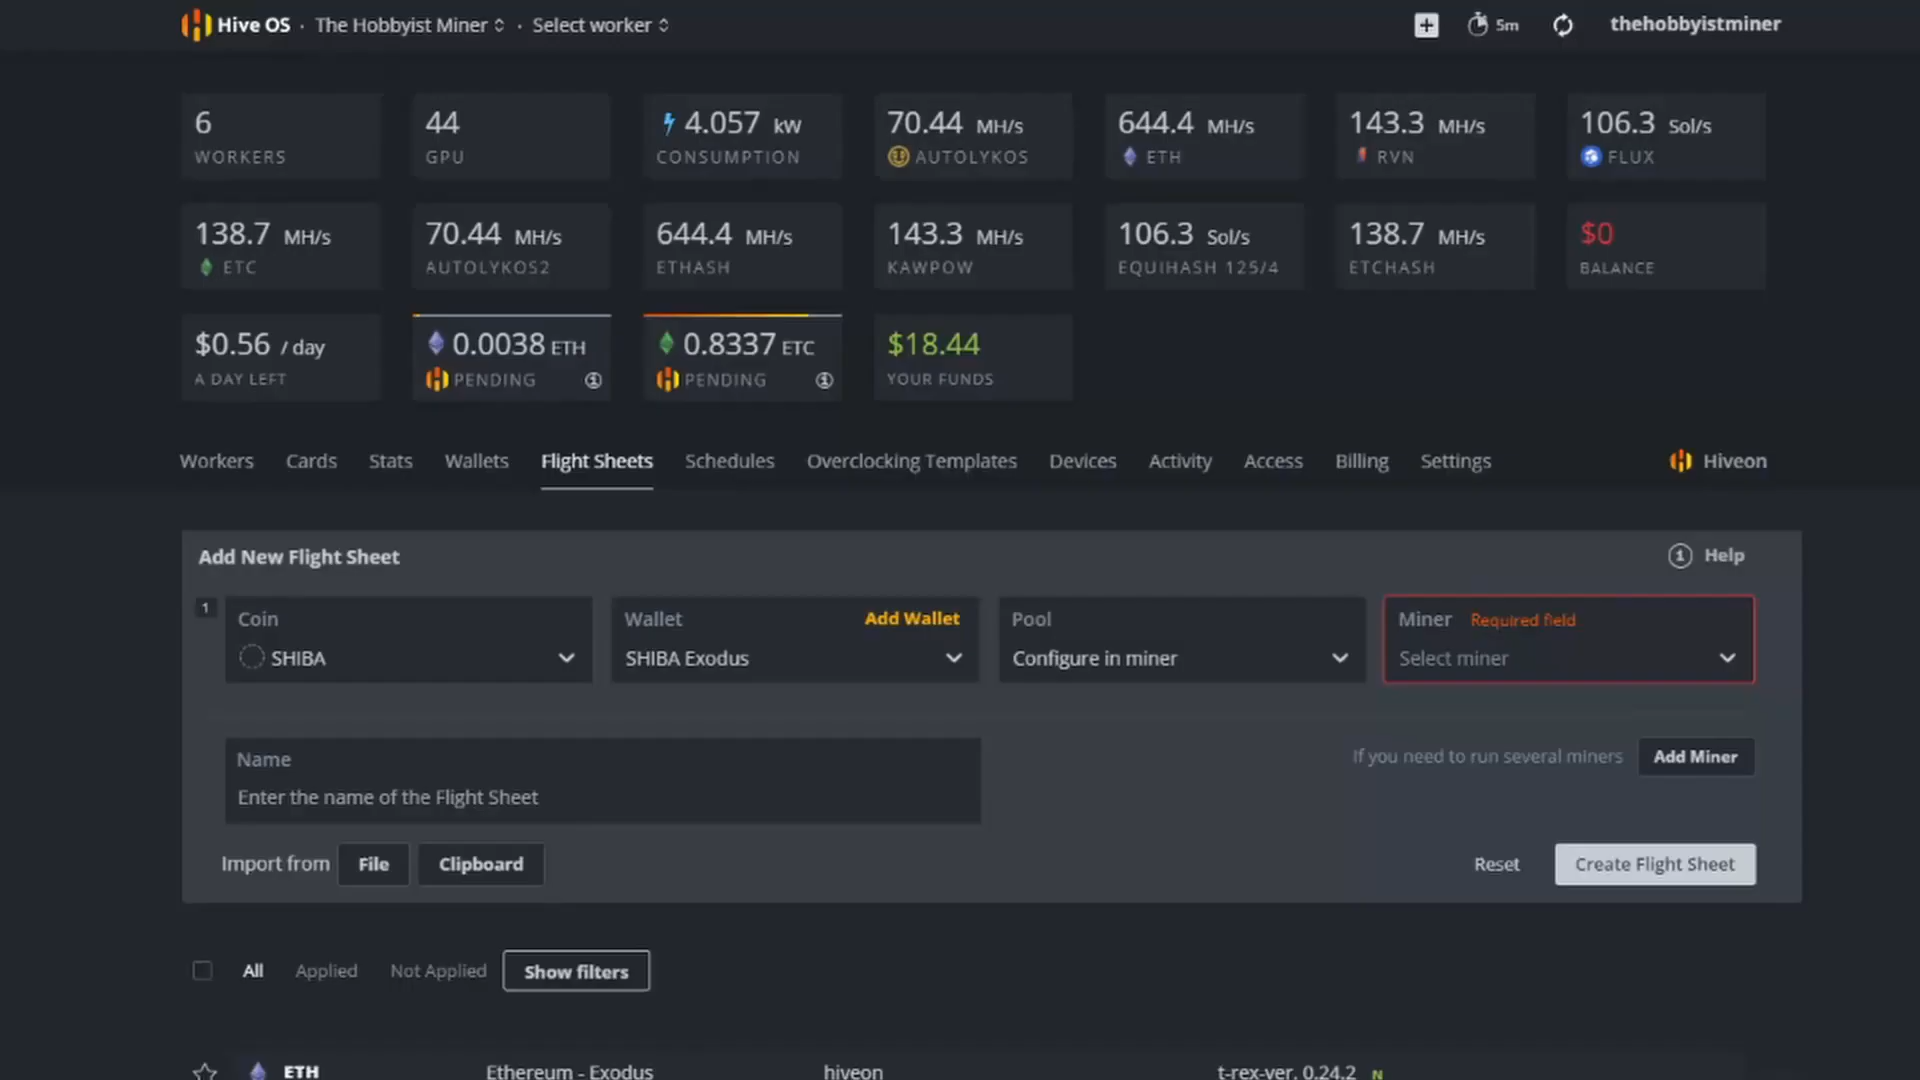 Hive OS · The Hobbyist Miner · Select worker
5m
thehobbyistminer
6
WORKERS
44
GPU
4.057 kW
CONSUMPTION
70.44 MH/s
AUTOLYKOS
644.4 MH/s
ETH
143.3 MH/s
RVN
106.3 Sol/s
FLUX
138.7 MH/s
ETC
70.44 MH/s
AUTOLYKOS2
644.4 MH/s
ETHASH
143.3 MH/s
KAWPOW
106.3 Sol/s
EQUIHASH 125/4
138.7 MH/s
ETCHASH
$0
BALANCE
$0.56 / day
A DAY LEFT
0.0038 ETH
PENDING
0.8337 ETC
PENDING
$18.44
YOUR FUNDS
Workers Cards Stats Wallets Flight Sheets Schedules Overclocking Templates Devices Activity Access Billing Settings Hiveon
Add New Flight Sheet
Help
1
Coin
SHIBA
Wallet Add Wallet
SHIBA Exodus
Pool
Configure in miner
Miner Required field
Select miner
Name
Enter the name of the Flight Sheet
If you need to run several miners Add Miner
Import from File Clipboard
Reset Create Flight Sheet
All Applied Not Applied Show filters
ETH Ethereum - Exodus hiveon t-rex-ver. 0.24.2 N